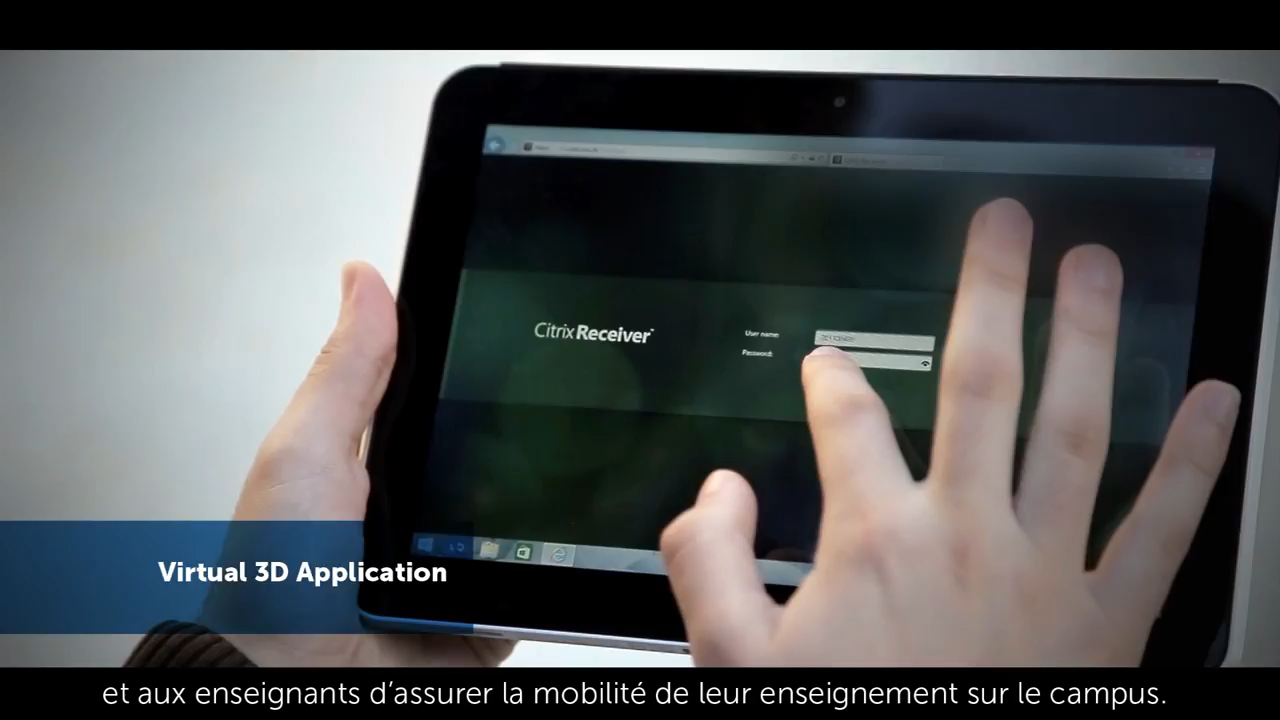 Citrix Receiver
User name:
Password:
Virtual 3D Application
et aux enseignants d’assurer la mobilité de leur enseignement sur le campus.